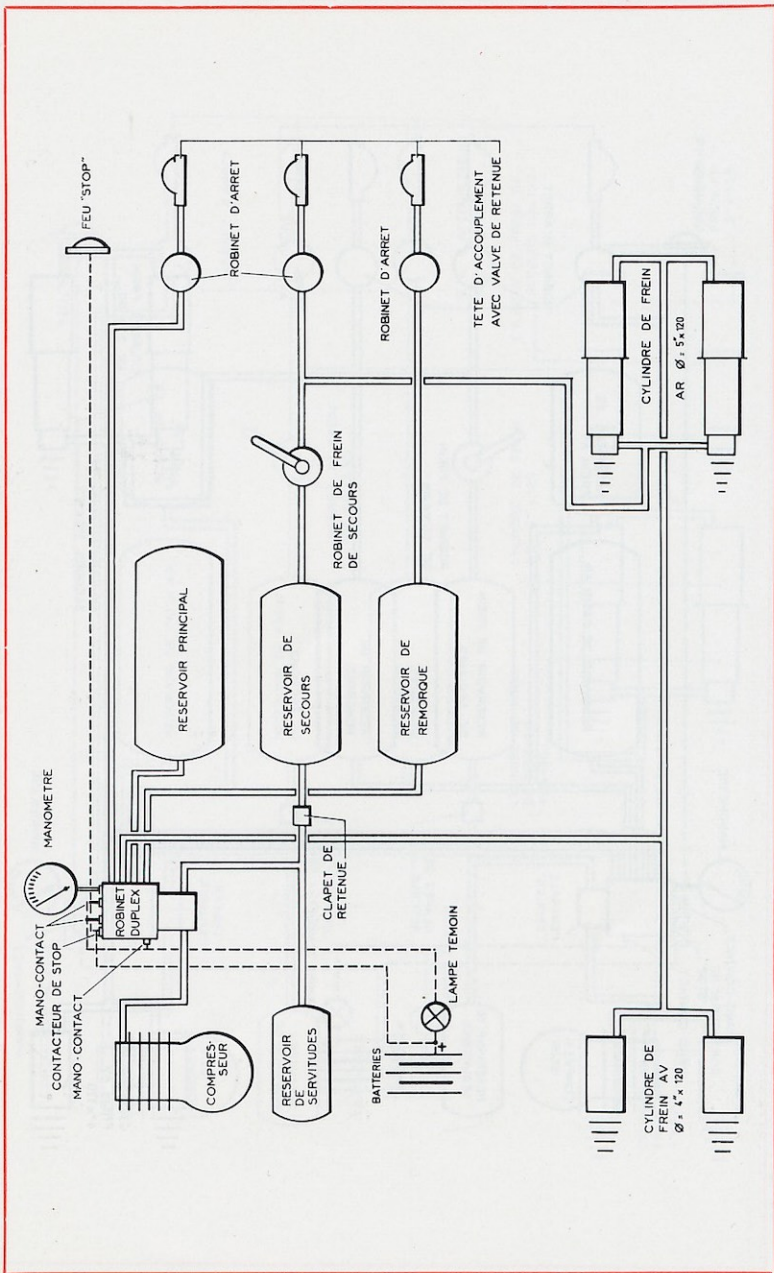 MANOMETRE
MANO-CONTACT
"CONTACTEUR DE STOP
MANO-CONTACT
ROBINET
DUPLEX
FEU "STOP"
COMPRES-
SEUR
RESERVOIR PRINCIPAL
ROBINET D'ARRET
RESERVOIR
DE
SERVITUDES
CLAPET DE
RETENUE
RESERVOIR DE
SECOURS
ROBINET DE FREIN
DE SECOURS
RESERVOIR DE
REMORQUE
ROBINET D'ARRET
TETE D'ACCOUPLEMENT
AVEC VALVE DE RETENUE
BATTERIES
+
LAMPE TEMOIN
CYLINDRE DE
FREIN AV
Ø = 4" x 120
CYLINDRE DE FREIN
AR Ø = 5" x 120